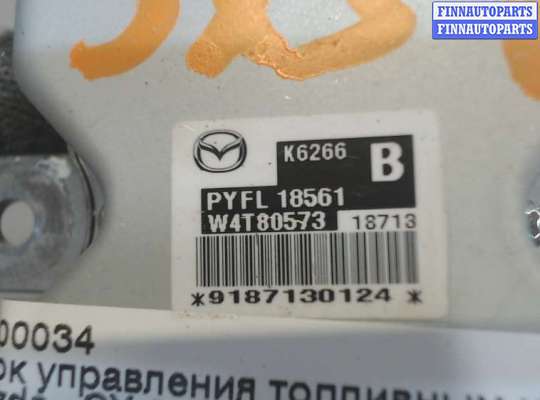 FINNAUTOPARTS
FINNAUTOPARTS
K6266 B
PYFL 18561
W4T80573 18713
*9187130124*
00034
ок управления топливным